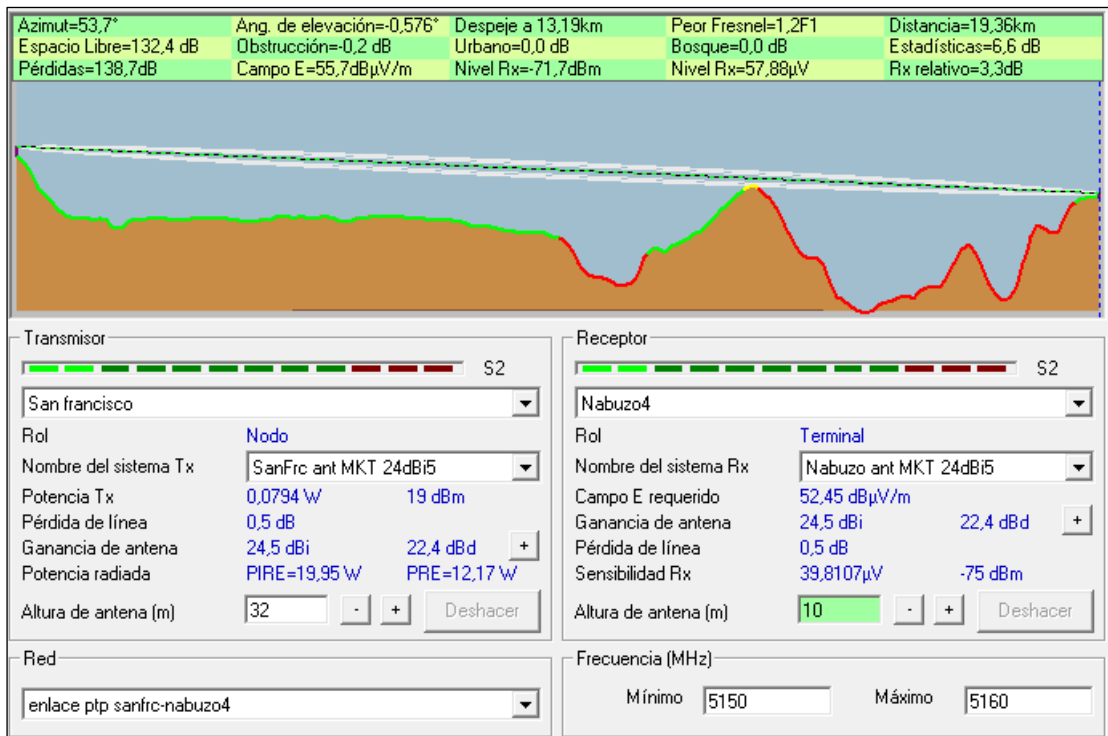 Azimut=53,7° Ang. de elevación=-0,576° Despeje a 13,19km Peor Fresnel=1,2F1 Distancia=19,36km
Espacio Libre=132,4 dB Obstrucción=-0,2 dB Urbano=0,0 dB Bosque=0,0 dB Estadísticas=6,6 dB
Pérdidas=138,7dB Campo E=55,7dBµV/m Nivel Rx=-71,7dBm Nivel Rx=57,88µV Rx relativo=3,3dB
Transmisor
S2
San francisco
Rol Nodo
Nombre del sistema Tx SanFrc ant MKT 24dBi5
Potencia Tx 0,0794 W 19 dBm
Pérdida de línea 0,5 dB
Ganancia de antena 24,5 dBi 22,4 dBd +
Potencia radiada PIRE=19,95 W PRE=12,17 W
Altura de antena (m) 32 - + Deshacer
Receptor
S2
Nabuzo4
Rol Terminal
Nombre del sistema Rx Nabuzo ant MKT 24dBi5
Campo E requerido 52,45 dBµV/m
Ganancia de antena 24,5 dBi 22,4 dBd +
Pérdida de línea 0,5 dB
Sensibilidad Rx 39,8107µV -75 dBm
Altura de antena (m) 10 - + Deshacer
Red
enlace ptp sanfrc-nabuzo4
Frecuencia (MHz)
Mínimo 5150 Máximo 5160